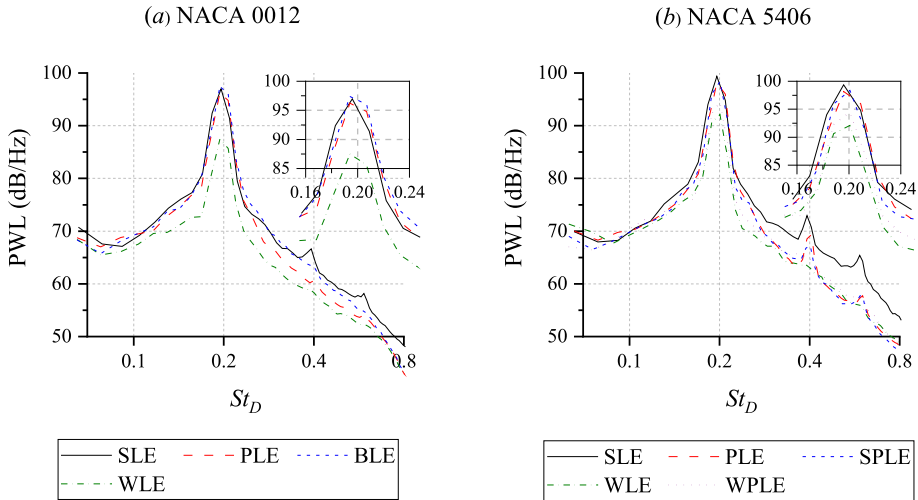 (a) NACA 0012
100
90
80
70
60
50
PWL (dB/Hz)
0.1
0.2
0.4
0.8
St_D
100
95
90
85
0.16
0.20
0.24
SLE
PLE
BLE
WLE
(b) NACA 5406
100
90
80
70
60
50
PWL (dB/Hz)
0.1
0.2
0.4
0.8
St_D
100
95
90
85
0.16
0.20
0.24
SLE
PLE
SPLE
WLE
WPLE